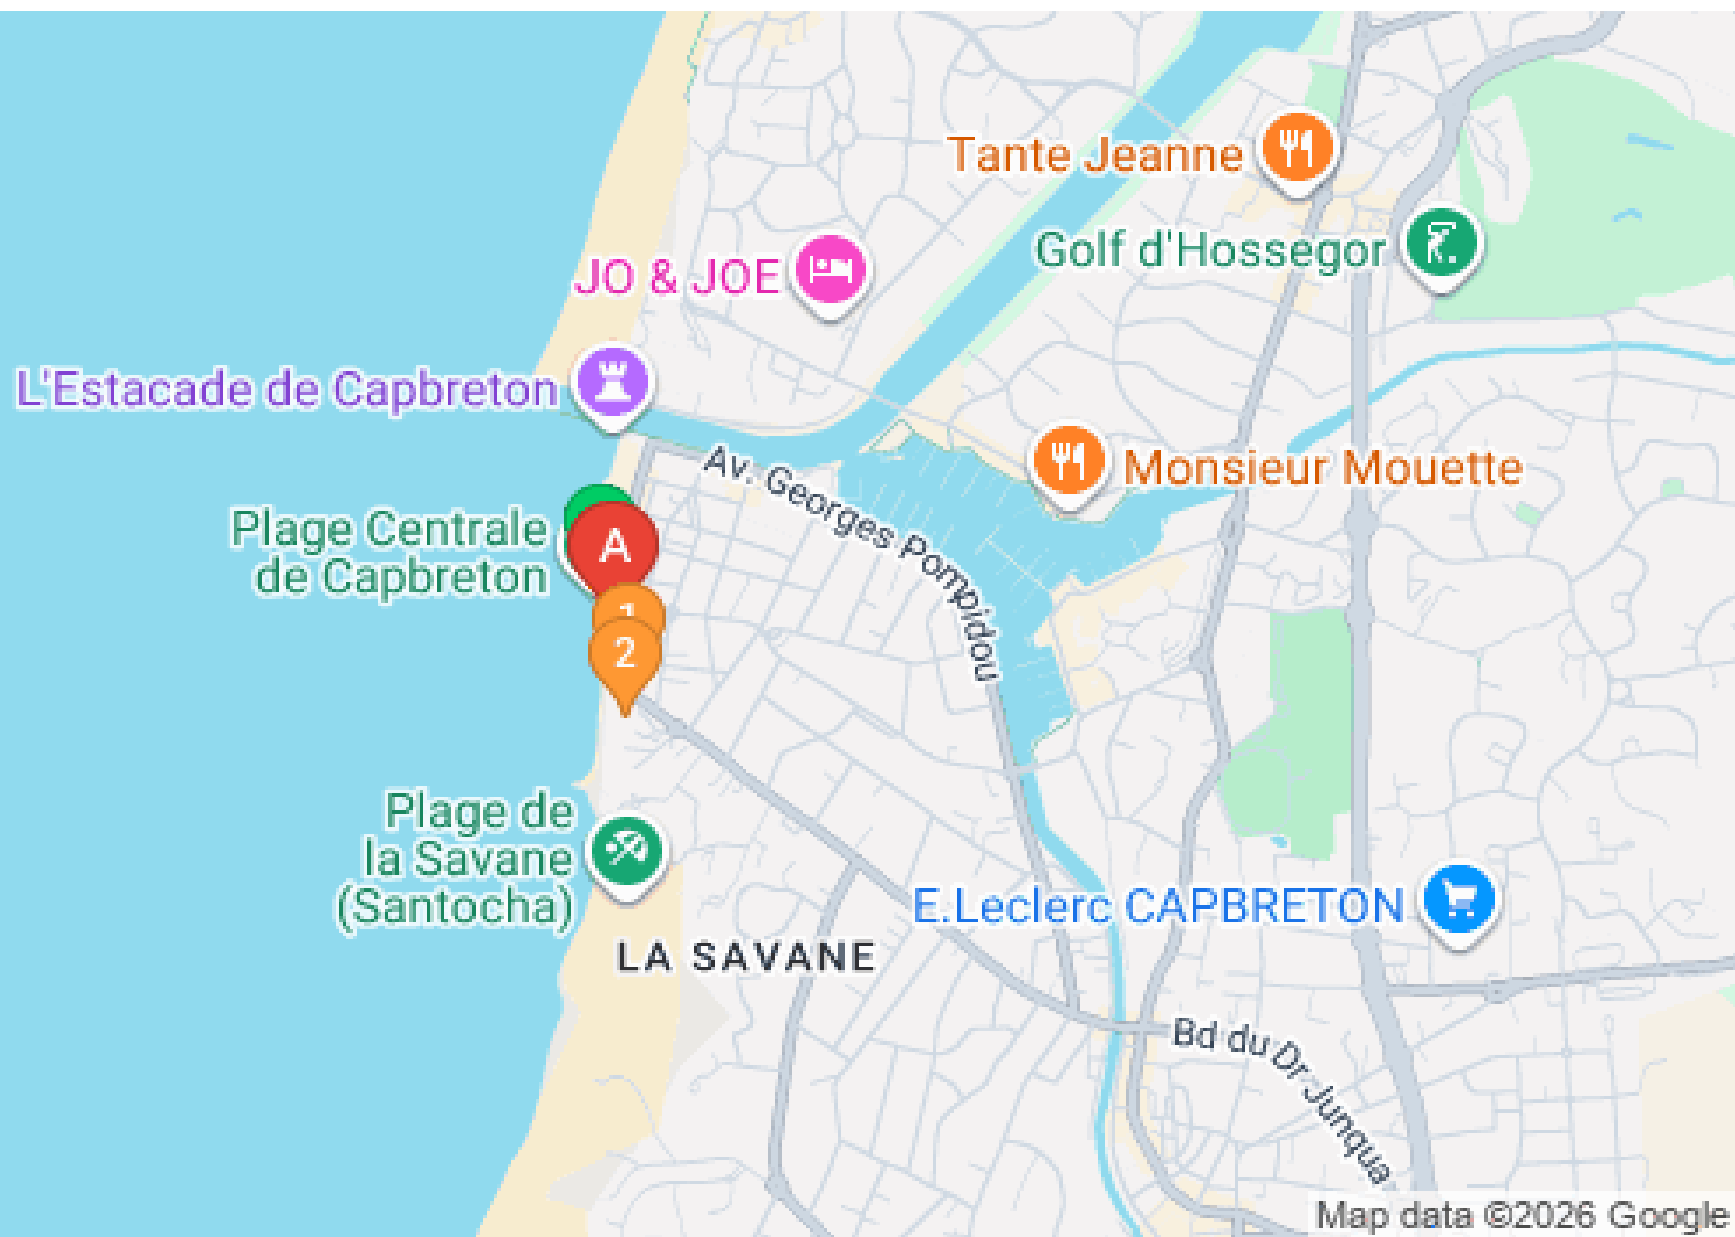 Tante Jeanne
Golf d'Hossegor
JO & JOE
L'Estacade de Capbreton
Av. Georges Pompidou
Monsieur Mouette
Plage Centrale
de Capbreton
A
1
2
Plage de
la Savane
(Santocha)
E.Leclerc CAPBRETON
LA SAVANE
Bd du Dr Junqua
Map data ©2026 Google